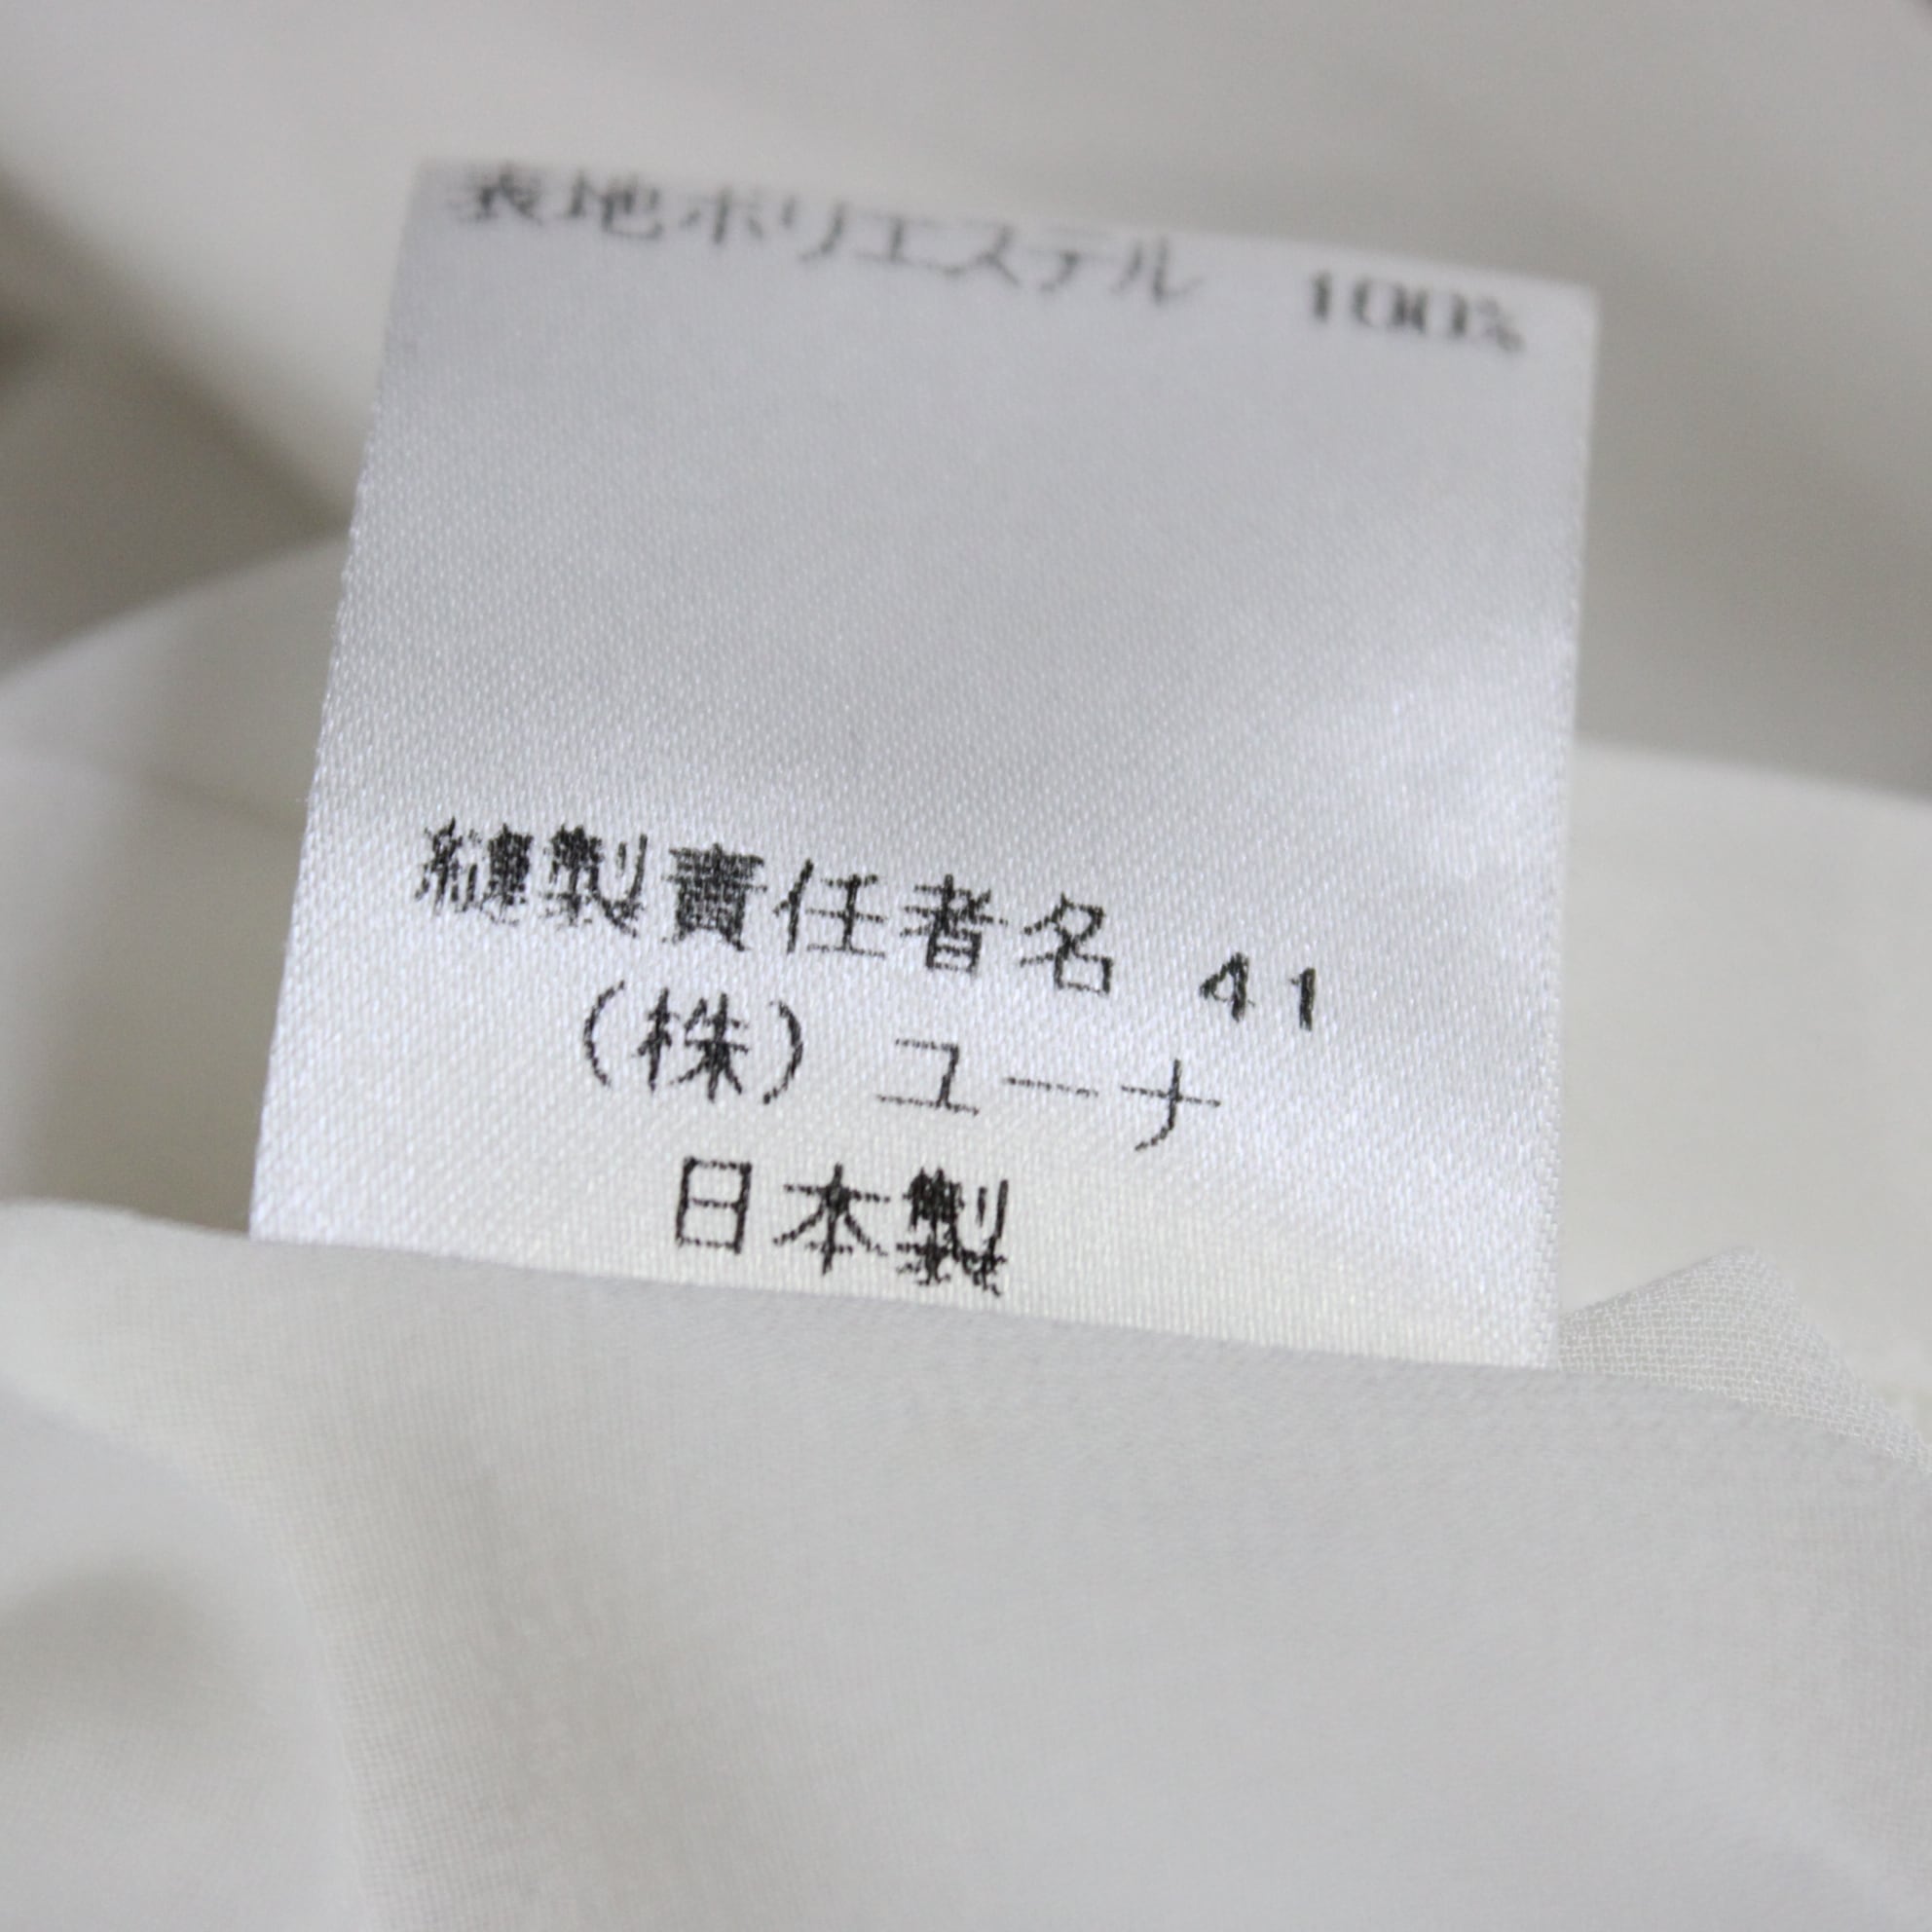 表地ポリエステル 100%
縫製責任者名 41
(株) ユーナ
日本製